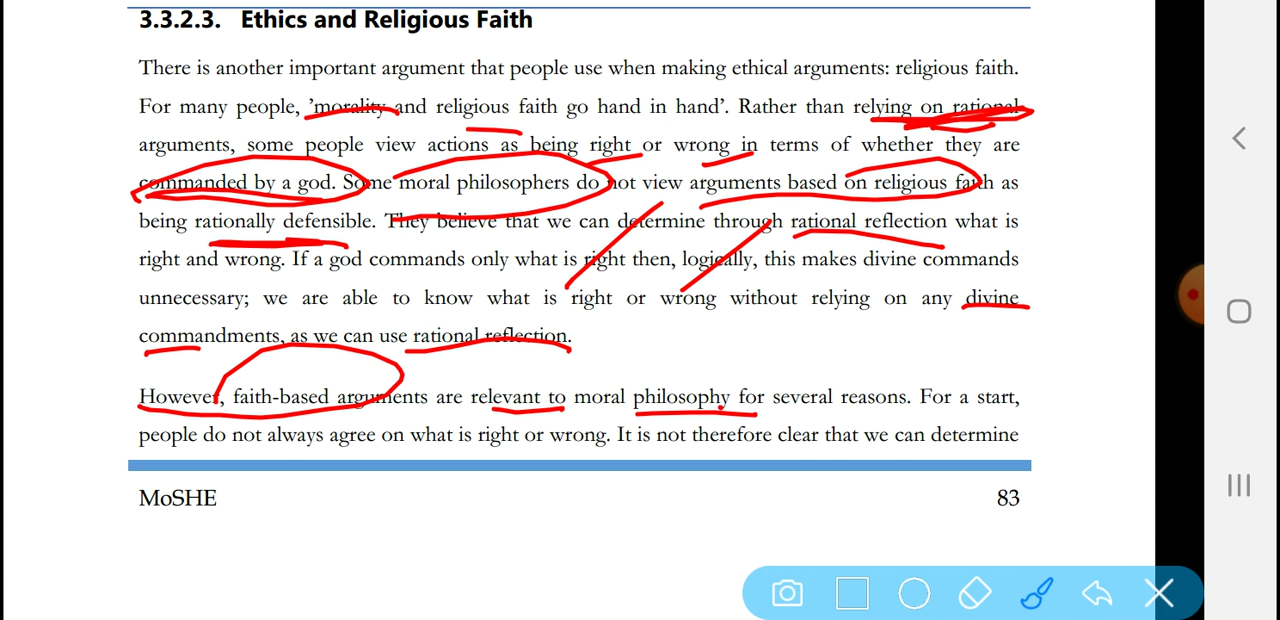 3.3.2.3. Ethics and Religious Faith
There is another important argument that people use when making ethical arguments: religious faith.
For many people, 'morality and religious faith go hand in hand'. Rather than relying on rational
arguments, some people view actions as being right or wrong in terms of whether they are
commanded by a god. Some moral philosophers do not view arguments based on religious faith as
being rationally defensible. They believe that we can determine through rational reflection what is
right and wrong. If a god commands only what is right then, logically, this makes divine commands
unnecessary; we are able to know what is right or wrong without relying on any divine
commandments, as we can use rational reflection.
However, faith-based arguments are relevant to moral philosophy for several reasons. For a start,
people do not always agree on what is right or wrong. It is not therefore clear that we can determine
MoSHE 83